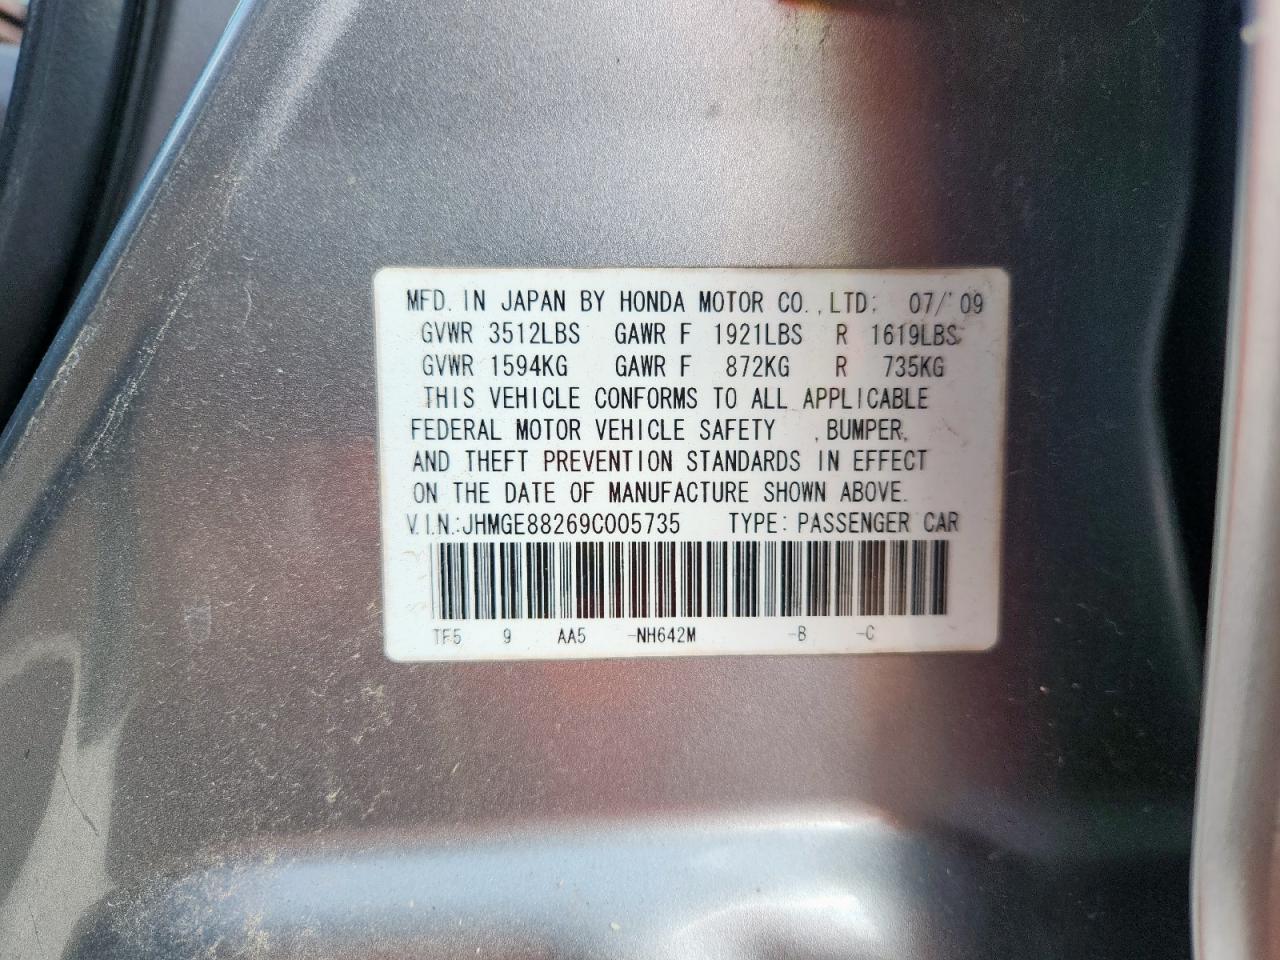 MFD. IN JAPAN BY HONDA MOTOR CO.,LTD: 07/'09
GVWR 3512LBS GAWR F 1921LBS R 1619LBS
GVWR 1594KG GAWR F 872KG R 735KG
THIS VEHICLE CONFORMS TO ALL APPLICABLE
FEDERAL MOTOR VEHICLE SAFETY ,BUMPER,
AND THEFT PREVENTION STANDARDS IN EFFECT
ON THE DATE OF MANUFACTURE SHOWN ABOVE.
V.I.N.:JHMGE88269C005735 TYPE: PASSENGER CAR
TF5 9 AA5 -NH642M -B -C